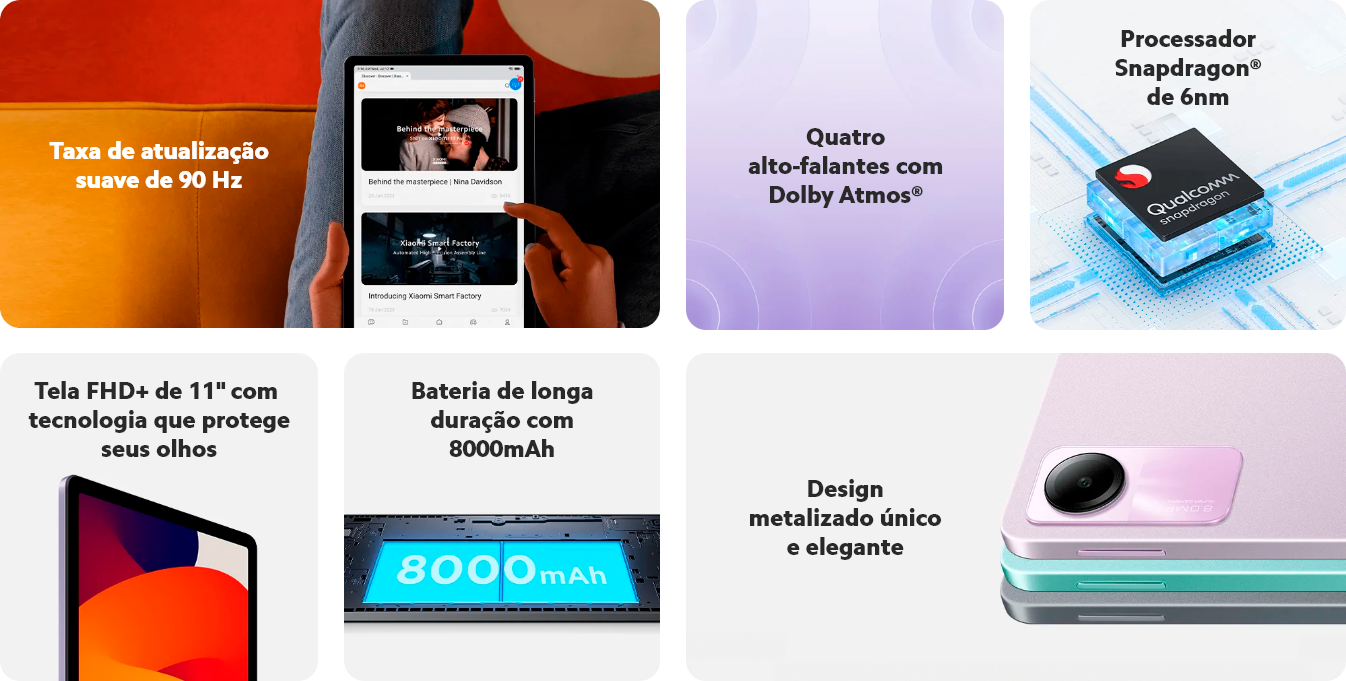 Taxa de atualização
suave de 90 Hz
Behind the masterpiece
XIAOMI
Behind the masterpiece | Nina Davidson
Xiaomi Smart Factory
Introducing Xiaomi Smart Factory
Quatro
alto-falantes com
Dolby Atmos®
Processador
Snapdragon®
de 6nm
Qualcomm
snapdragon
Tela FHD+ de 11" com
tecnologia que protege
seus olhos
Bateria de longa
duração com
8000mAh
8000mAh
Design
metalizado único
e elegante